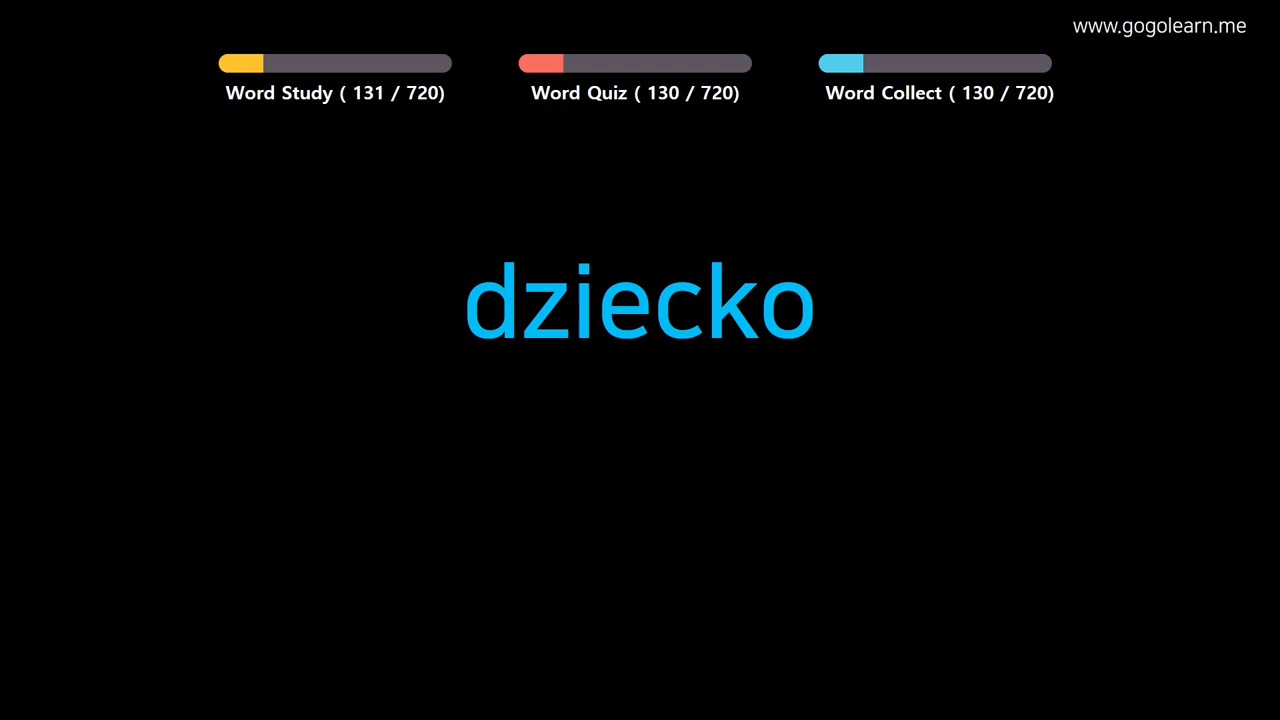 www.gogolearn.me
Word Study ( 131 / 720)
Word Quiz ( 130 / 720)
Word Collect ( 130 / 720)
dziecko